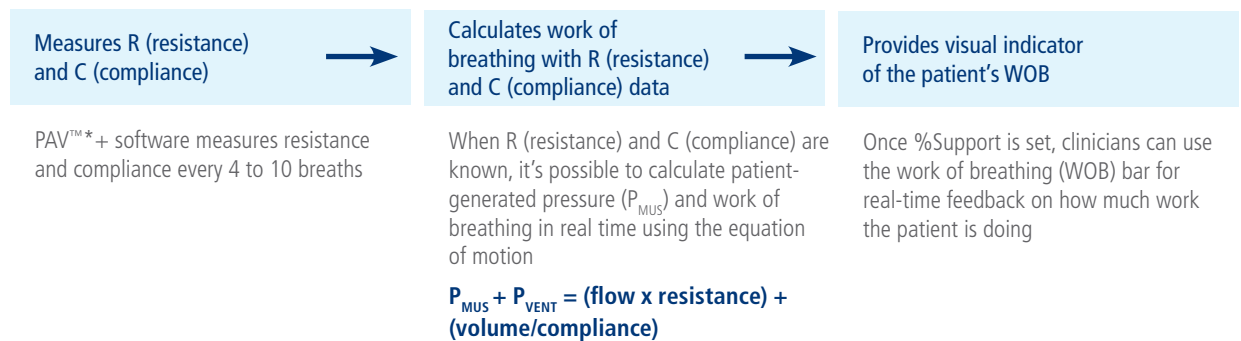 Measures R (resistance)
and C (compliance)
PAV™*+ software measures resistance
and compliance every 4 to 10 breaths
Calculates work of
breathing with R (resistance)
and C (compliance) data
When R (resistance) and C (compliance) are
known, it’s possible to calculate patient-
generated pressure (PMUS) and work of
breathing in real time using the equation
of motion
PMUS + PVENT = (flow x resistance) +
(volume/compliance)
Provides visual indicator
of the patient’s WOB
Once %Support is set, clinicians can use
the work of breathing (WOB) bar for
real-time feedback on how much work
the patient is doing